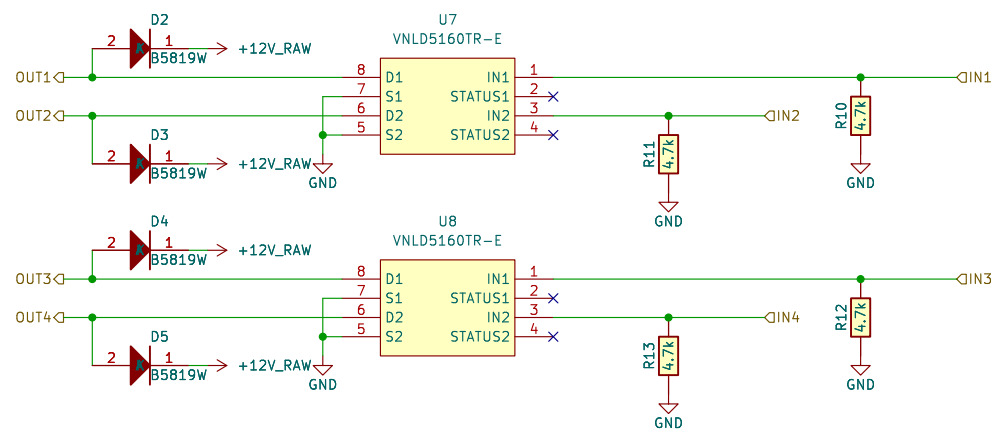 D2
2 K 1 +12V_RAW
B5819W
U7
VNLD5160TR-E
OUT1 8 D1 IN1 1 IN1
7 S1 STATUS1 2
OUT2 6 D2 IN2 3 IN2
5 S2 STATUS2 4
R10 4.7k
R11 4.7k
D3
2 K 1 +12V_RAW
B5819W
GND
GND
GND
D4
2 K 1 +12V_RAW
B5819W
U8
VNLD5160TR-E
OUT3 8 D1 IN1 1 IN3
7 S1 STATUS1 2
OUT4 6 D2 IN2 3 IN4
5 S2 STATUS2 4
R12 4.7k
R13 4.7k
D5
2 K 1 +12V_RAW
B5819W
GND
GND
GND